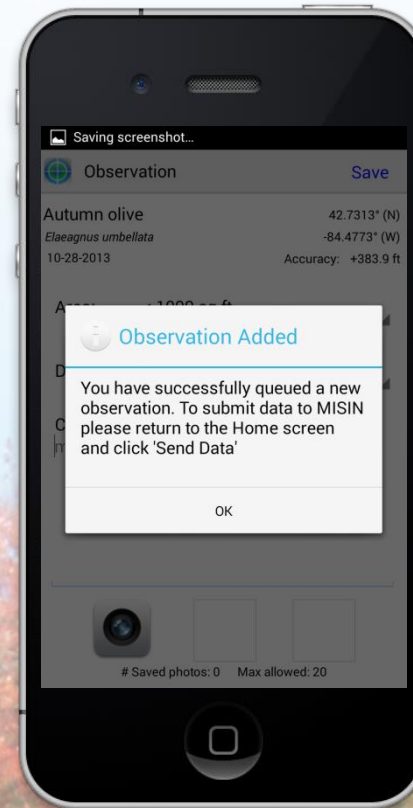 Saving screenshot...
Observation Save
Autumn olive 42.7313° (N)
Elaeagnus umbellata -84.4773° (W)
10-28-2013 Accuracy: +383.9 ft
Observation Added
You have successfully queued a new
observation. To submit data to MISIN
please return to the Home screen
and click 'Send Data'
OK
# Saved photos: 0 Max allowed: 20